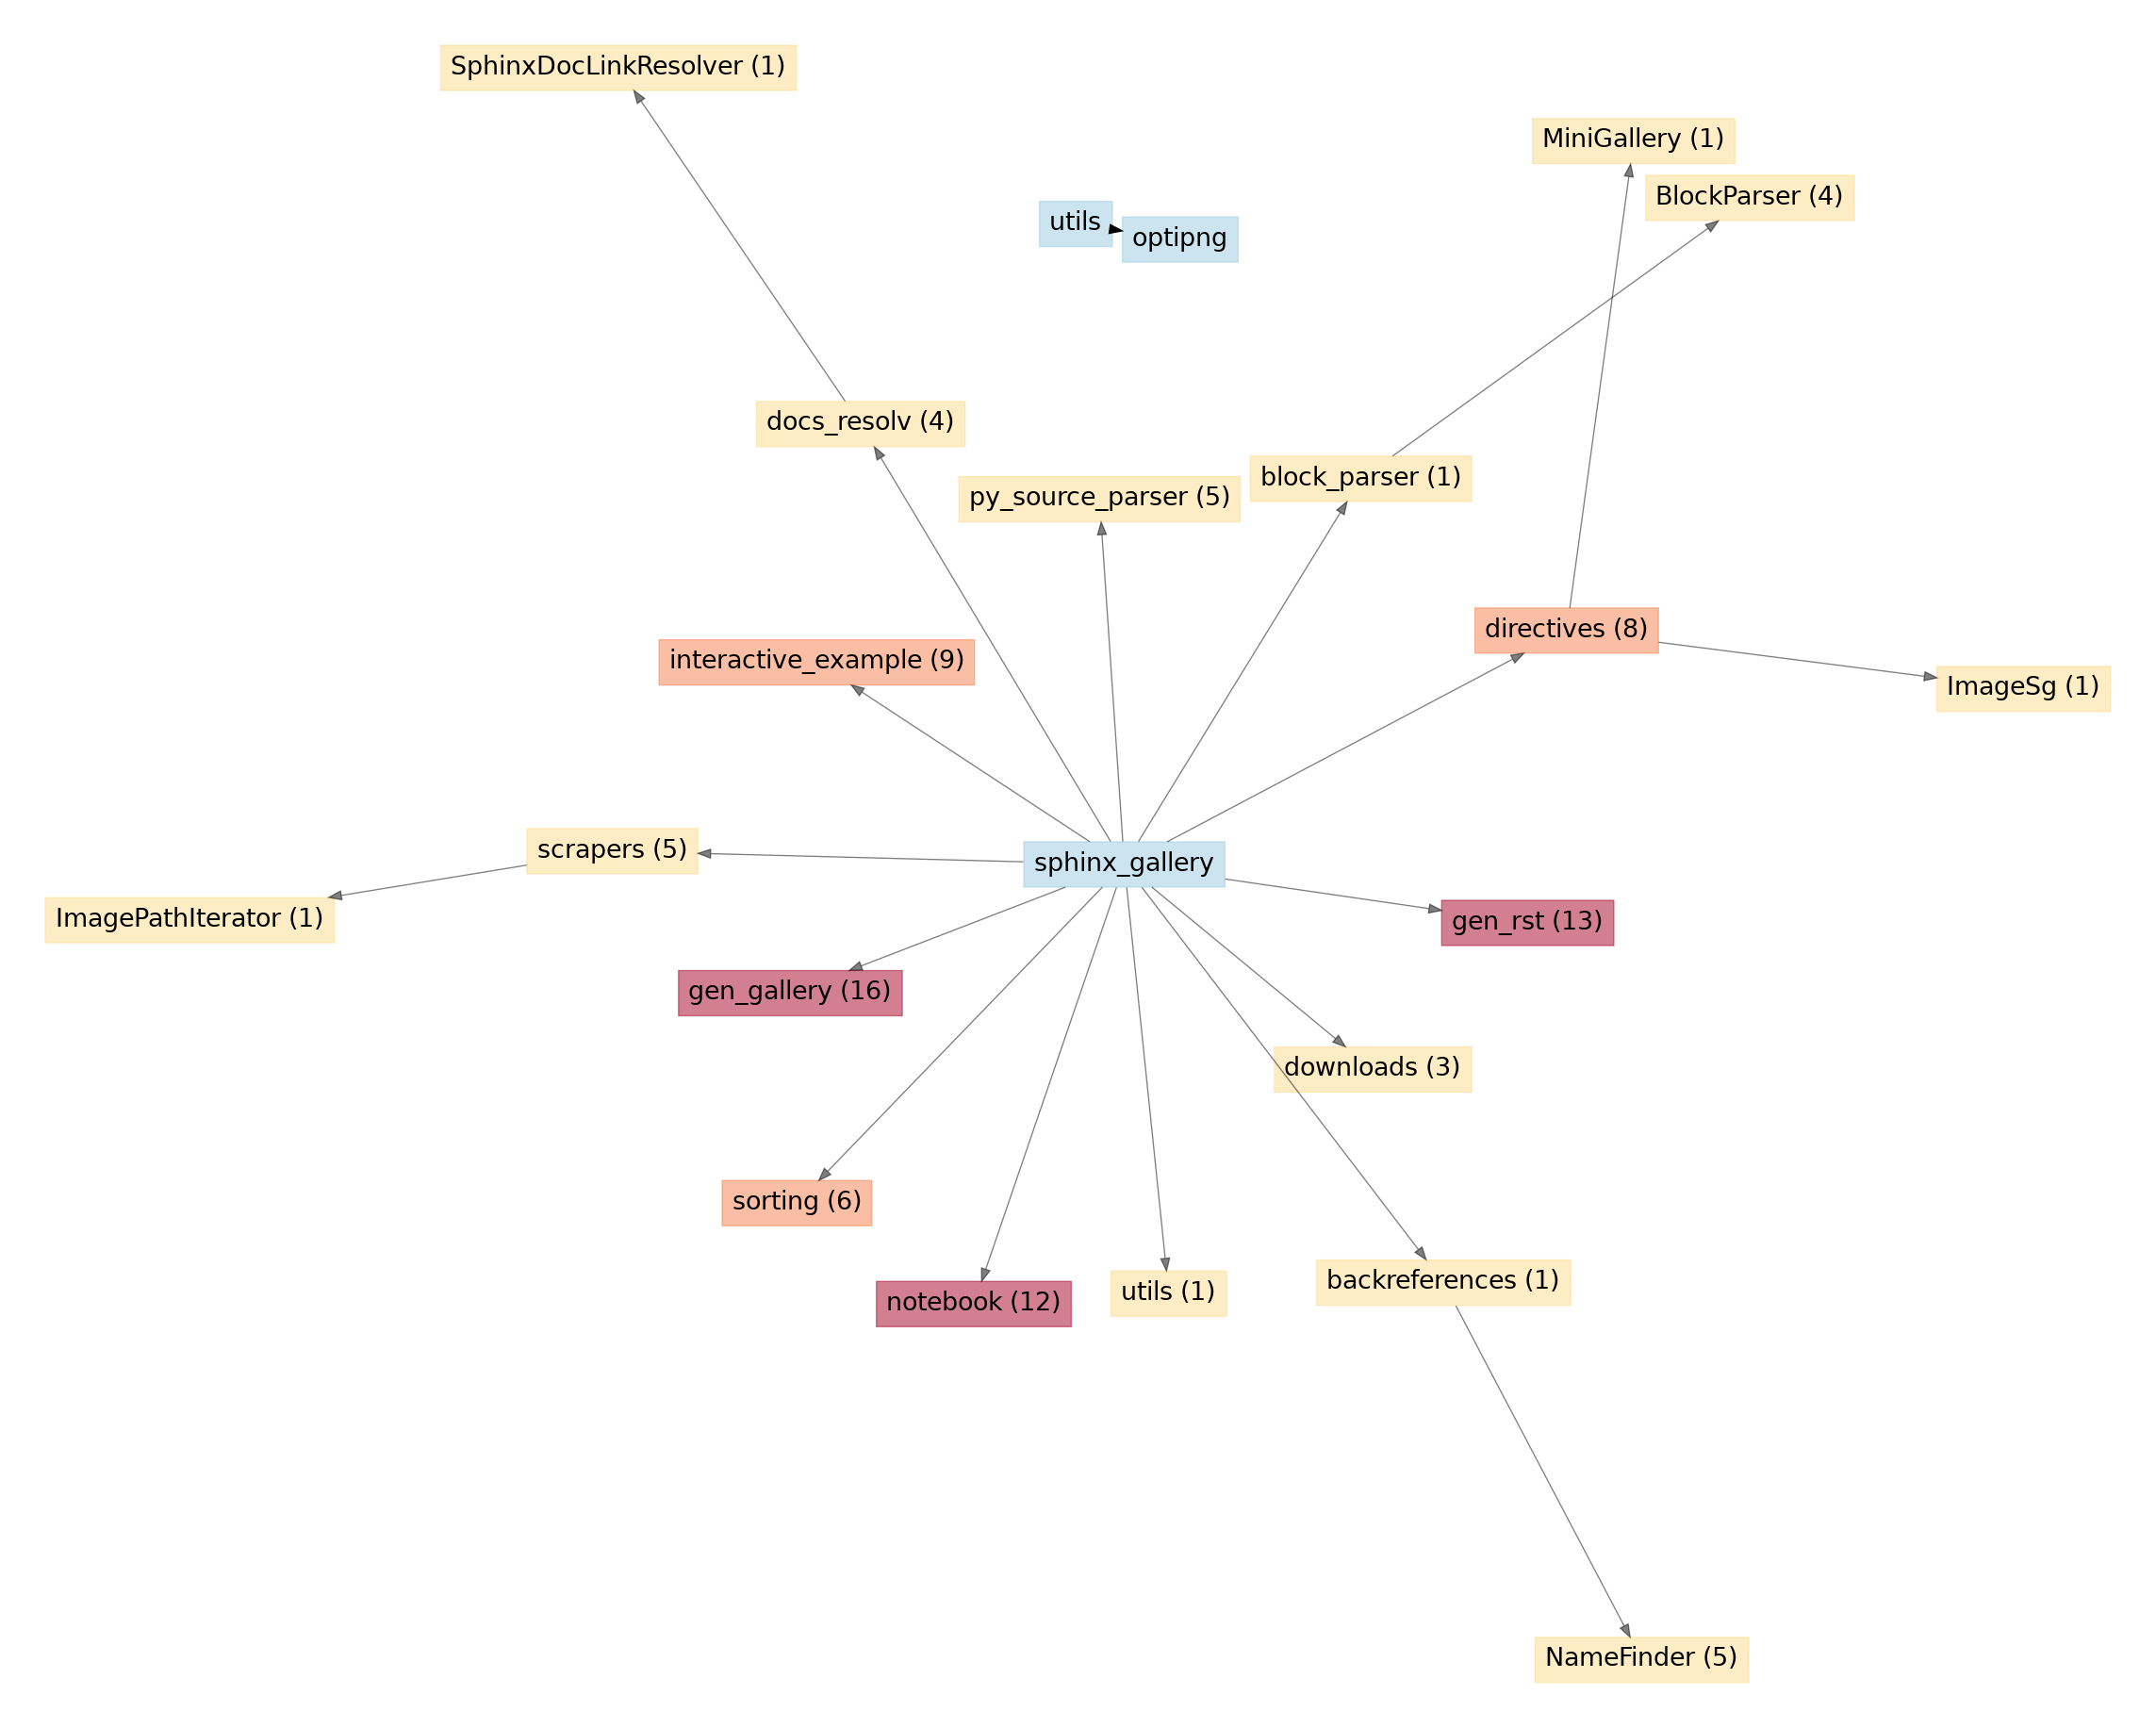 SphinxDocLinkResolver (1)
MiniGallery (1)
BlockParser (4)
utils
optipng
docs_resolv (4)
block_parser (1)
py_source_parser (5)
directives (8)
interactive_example (9)
ImageSg (1)
scrapers (5)
sphinx_gallery
ImagePathIterator (1)
gen_rst (13)
gen_gallery (16)
downloads (3)
sorting (6)
backreferences (1)
utils (1)
notebook (12)
NameFinder (5)